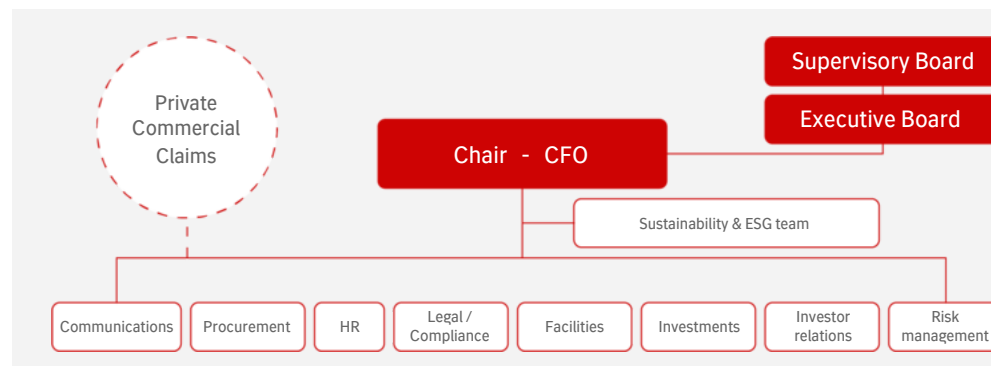 Supervisory Board
Executive Board
Private
Commercial
Claims
Chair - CFO
Sustainability & ESG team
Communications
Procurement
HR
Legal /
Compliance
Facilities
Investments
Investor
relations
Risk
management